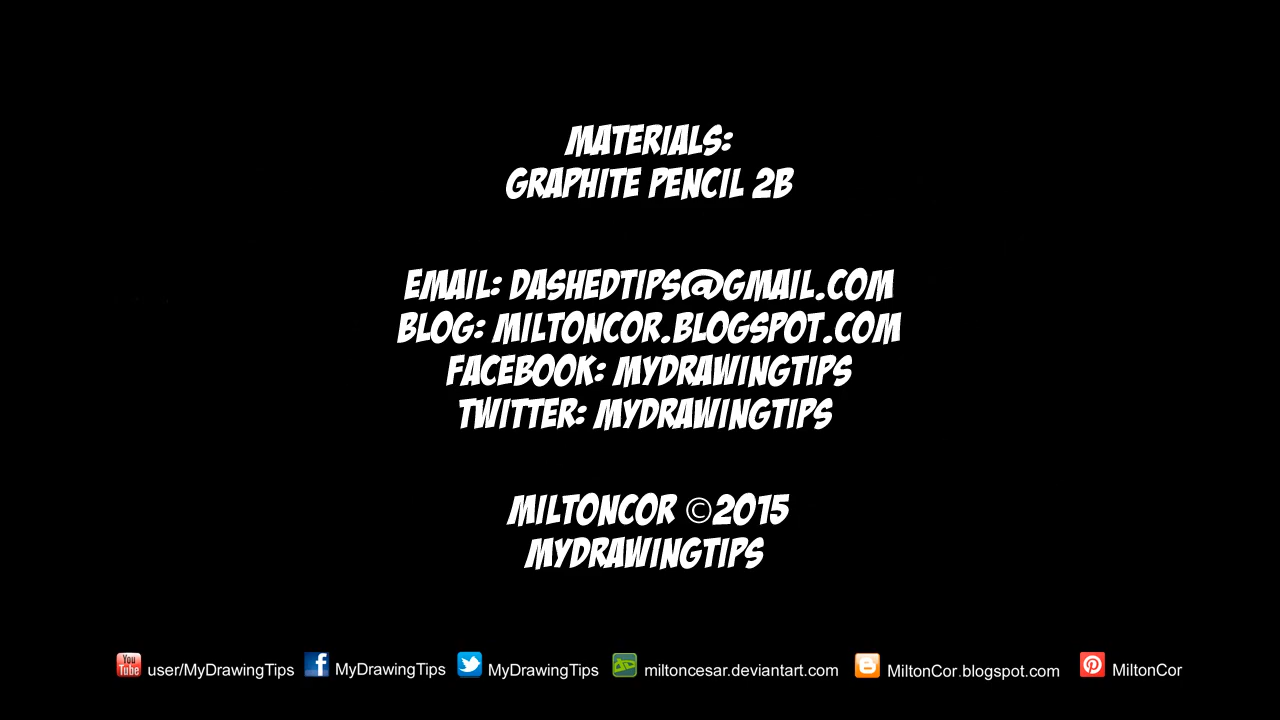 MATERIALS:
GRAPHITE PENCIL 2B
EMAIL: DASHEDTIPS@GMAIL.COM
BLOG: MILTONCOR.BLOGSPOT.COM
FACEBOOK: MYDRAWINGTIPS
TWITTER: MYDRAWINGTIPS
MILTONCOR ©2015
MYDRAWINGTIPS
You Tube user/MyDrawingTips f MyDrawingTips MyDrawingTips miltoncesar.deviantart.com MiltonCor.blogspot.com MiltonCor